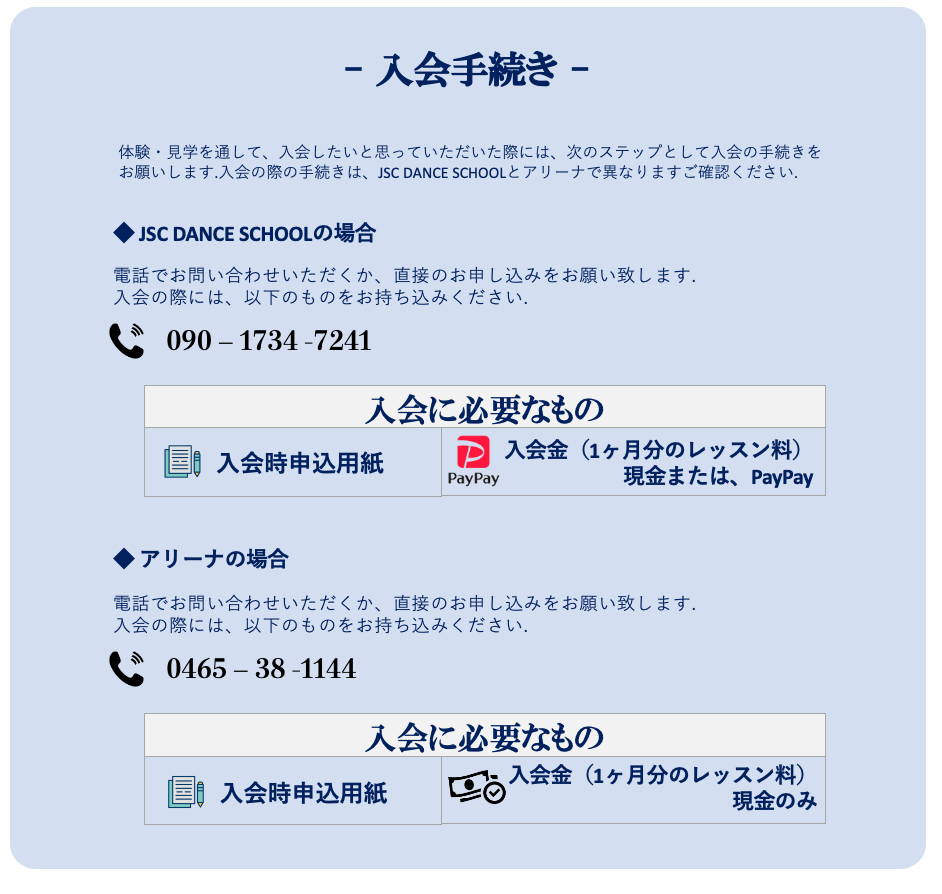 - 入会手続き -
体験・見学を通して、入会したいと思っていただいた際には、次のステップとして入会の手続きを
お願いします.入会の際の手続きは、JSC DANCE SCHOOLとアリーナで異なりますご確認ください.
◆ JSC DANCE SCHOOLの場合
電話でお問い合わせいただくか、直接のお申し込みをお願い致します.
入会の際には、以下のものをお持ち込みください.
090 – 1734 -7241
入会に必要なもの
入会時申込用紙
PayPay
入会金（1ヶ月分のレッスン料）
現金または、PayPay
◆ アリーナの場合
電話でお問い合わせいただくか、直接のお申し込みをお願い致します.
入会の際には、以下のものをお持ち込みください.
0465 – 38 -1144
入会に必要なもの
入会時申込用紙
入会金（1ヶ月分のレッスン料）
現金のみ